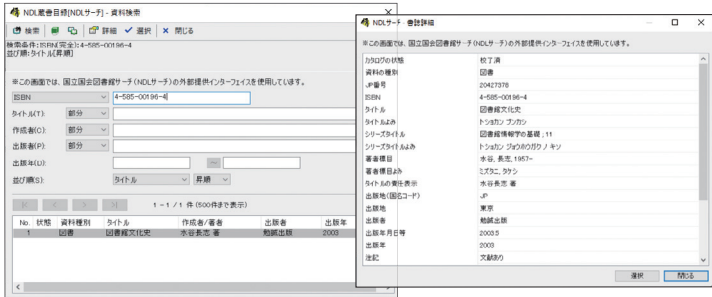 NDL蔵書目録[NDLサーチ] - 資料検索
検索 詳細 選択 閉じる
検索条件:ISBN(完全):4-585-00196-4
並び順:タイトル[昇順]
※この画面では、国立国会図書館サーチ(NDLサーチ)の外部提供インターフェイスを使用しています。
ISBN 4-585-00196-4
タイトル(T): 部分
作成者(O): 部分
出版者(P): 部分
出版年(D): ~
並び順(S): タイトル 昇順
1 - 1 / 1 件 (500件まで表示)
No. 状態 資料種別 タイトル 作成者/著者 出版者 出版年
1 図書 図書館文化史 水谷長志 著 勉誠出版 2003
NDLサーチ - 書誌詳細
※この画面では、国立国会図書館サーチ(NDLサーチ)の外部提供インターフェイスを使用しています。
カタログの状態 校了済
資料の種別 図書
JP番号 20427378
ISBN 4-585-00196-4
タイトル 図書館文化史
タイトルよみ トショカン ブンカシ
シリーズタイトル 図書館情報学の基礎 ; 11
シリーズタイトルよみ トショカン ジョウホウガク ノ キソ
著者標目 水谷, 長志, 1957-
著者標目よみ ミズタニ, タケシ
タイトルの責任表示 水谷長志 著
出版地(国名コード) JP
出版地 東京
出版者 勉誠出版
出版年月日等 2003.5
出版年 2003
注記 文献あり
選択 閉じる